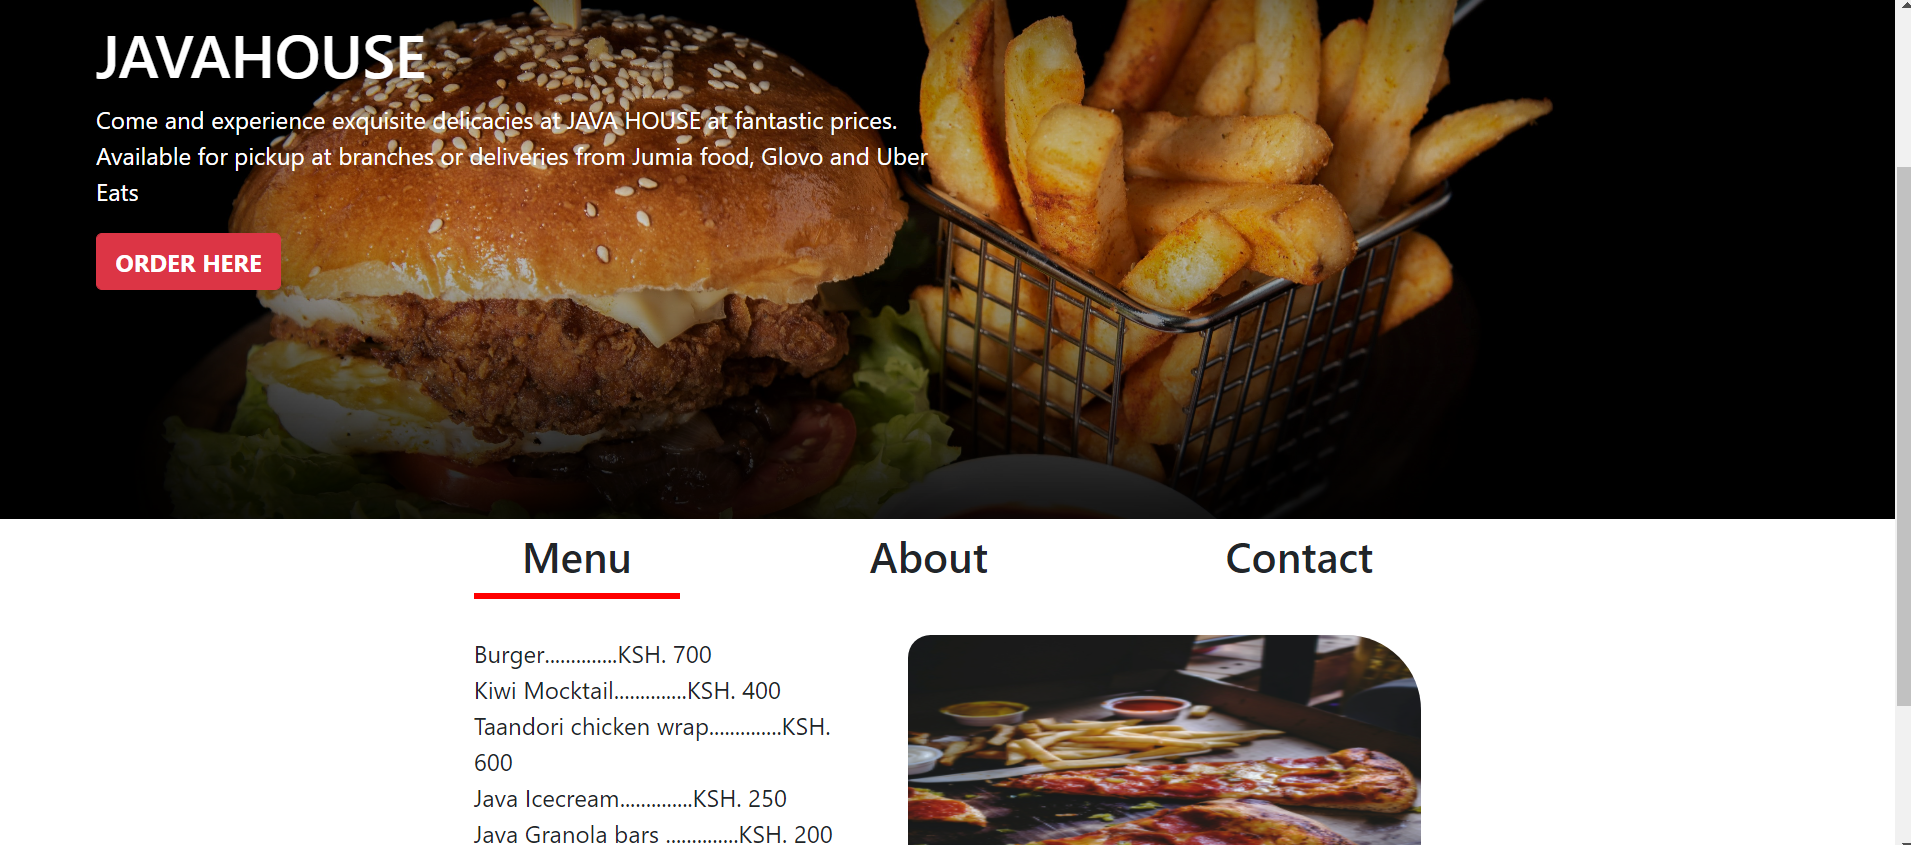 JAVAHOUSE
Come and experience exquisite delicacies at JAVA HOUSE at fantastic prices.
Available for pickup at branches or deliveries from Jumia food, Glovo and Uber
Eats
ORDER HERE
Menu
About
Contact
Burger..............KSH. 700
Kiwi Mocktail..............KSH. 400
Taandori chicken wrap..............KSH.
600
Java Icecream..............KSH. 250
Java Granola bars ..............KSH. 200